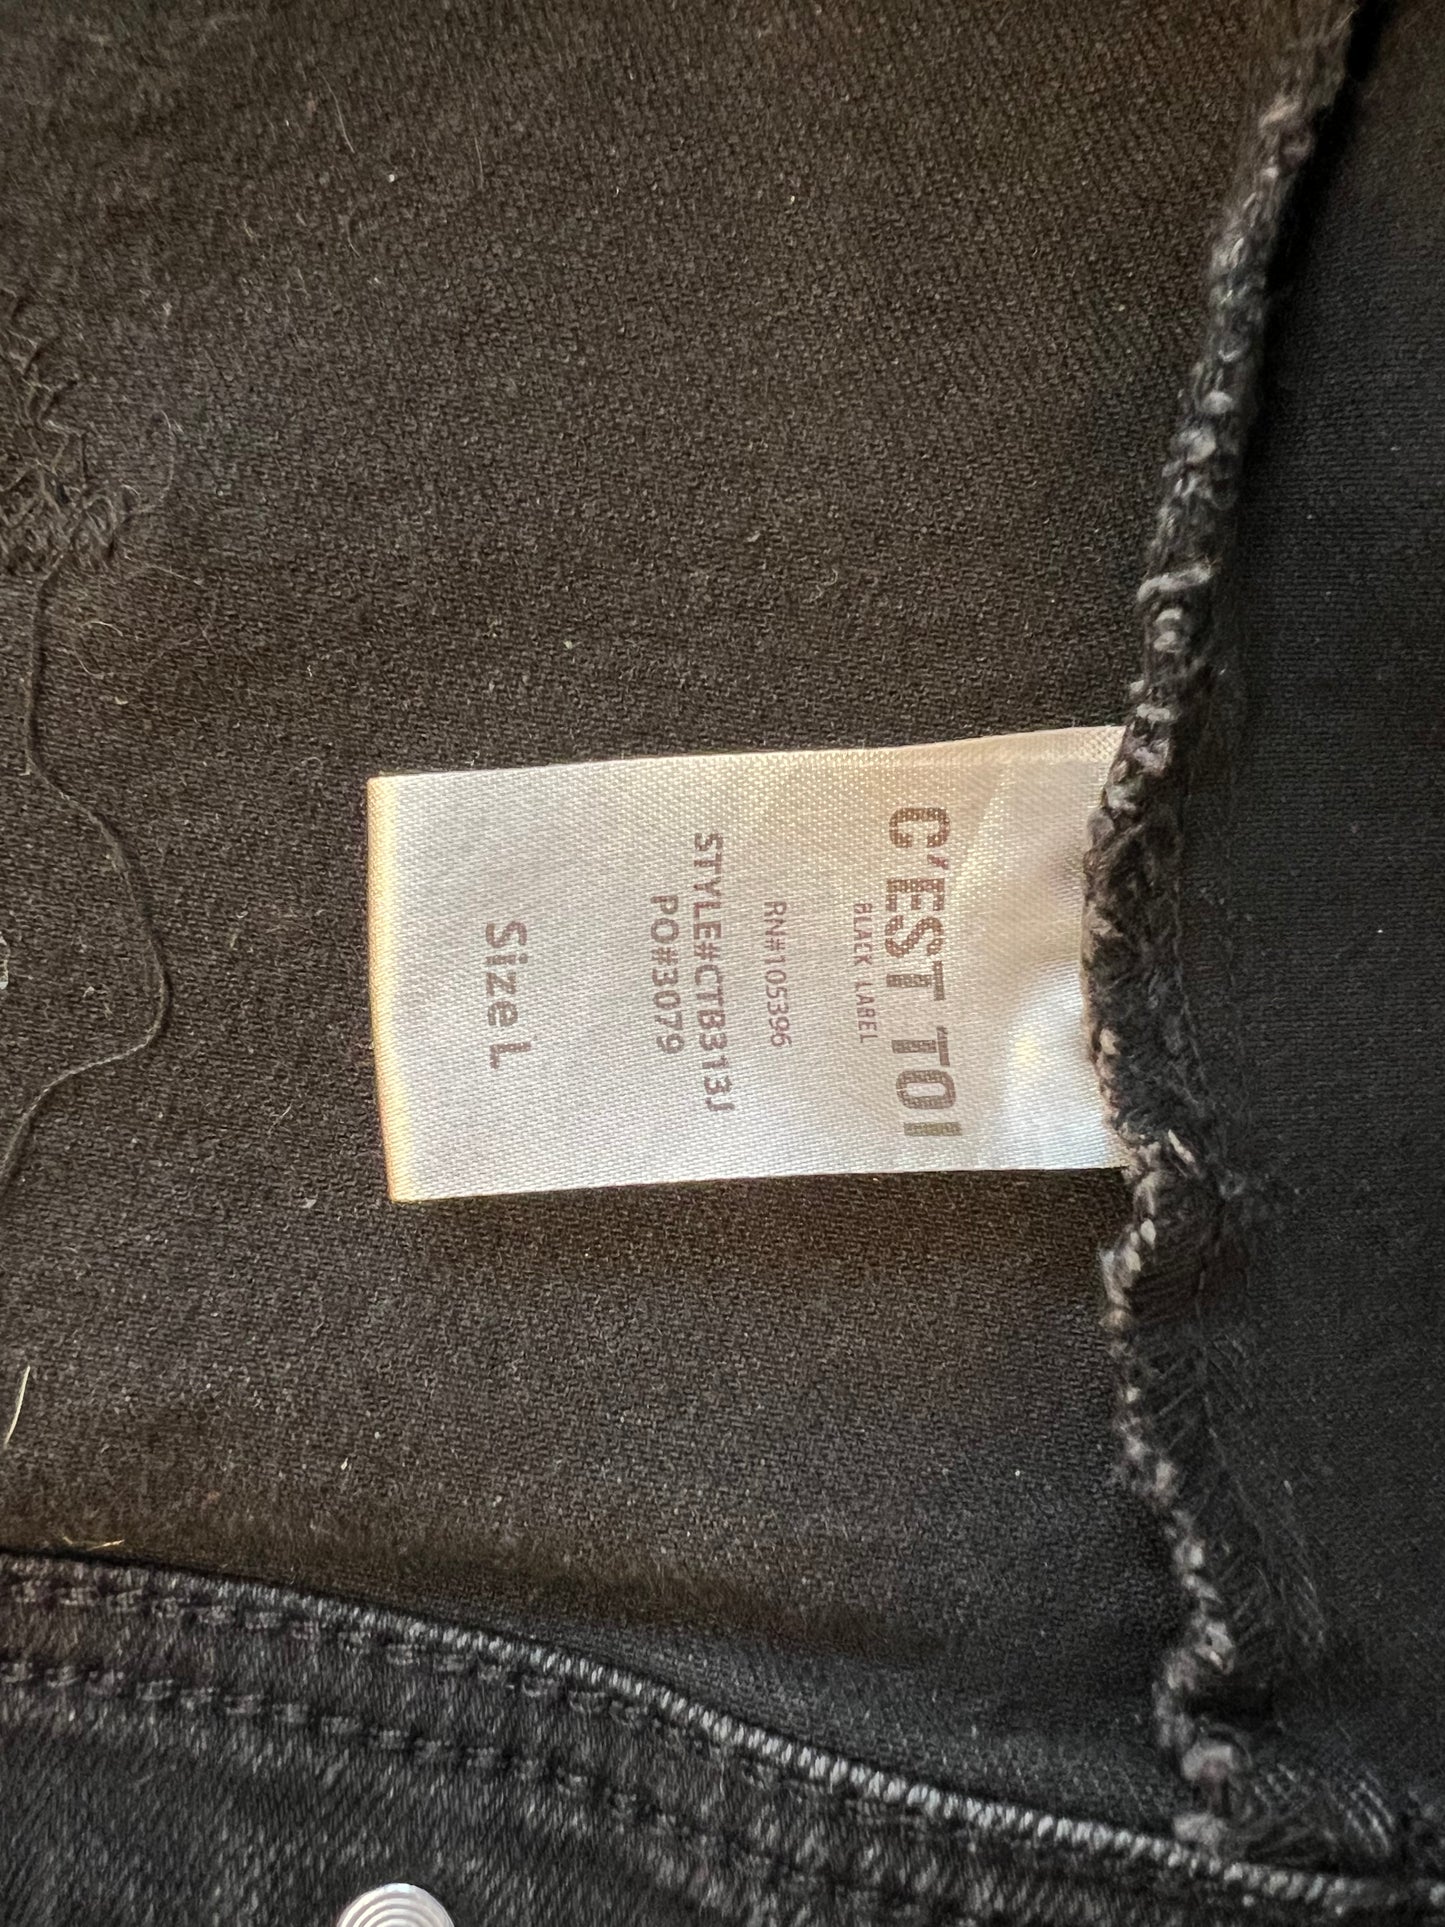 C'EST TOI
BLACK LABEL
RN#105396
STYLE#CTB313J
PO#3079
Size L